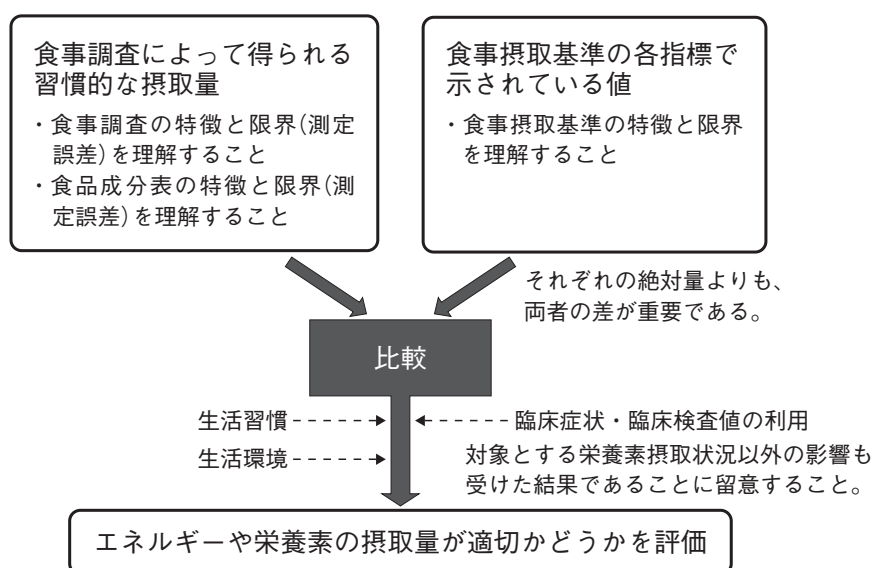 食事調査によって得られる
習慣的な摂取量
・食事調査の特徴と限界(測定
誤差)を理解すること
・食品成分表の特徴と限界(測
定誤差)を理解すること
食事摂取基準の各指標で
示されている値
・食事摂取基準の特徴と限界
を理解すること
それぞれの絶対量よりも、
両者の差が重要である。
比較
生活習慣
臨床症状・臨床検査値の利用
生活環境
対象とする栄養素摂取状況以外の影響も
受けた結果であることに留意すること。
エネルギーや栄養素の摂取量が適切かどうかを評価